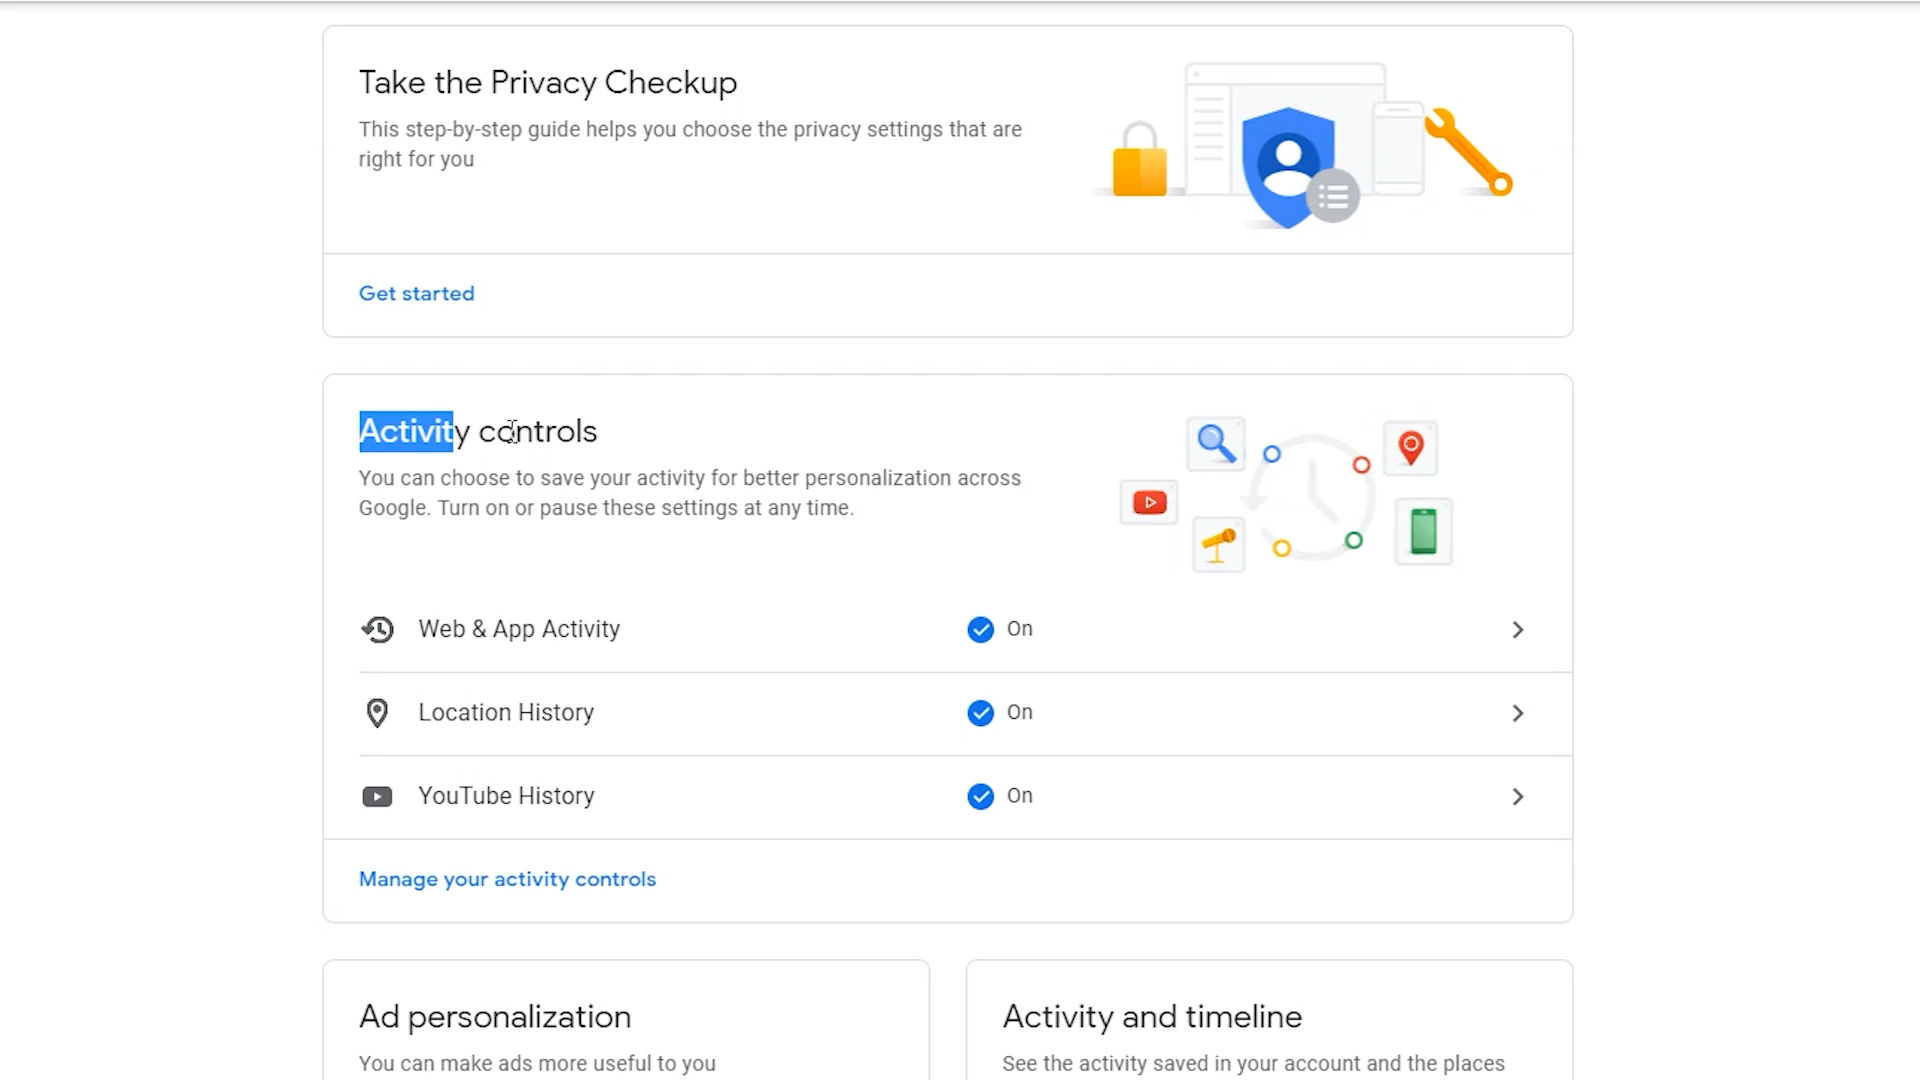 Take the Privacy Checkup
This step-by-step guide helps you choose the privacy settings that are
right for you
Get started
Activity controls
You can choose to save your activity for better personalization across
Google. Turn on or pause these settings at any time.
Web & App Activity On
Location History On
YouTube History On
Manage your activity controls
Ad personalization
You can make ads more useful to you
Activity and timeline
See the activity saved in your account and the places